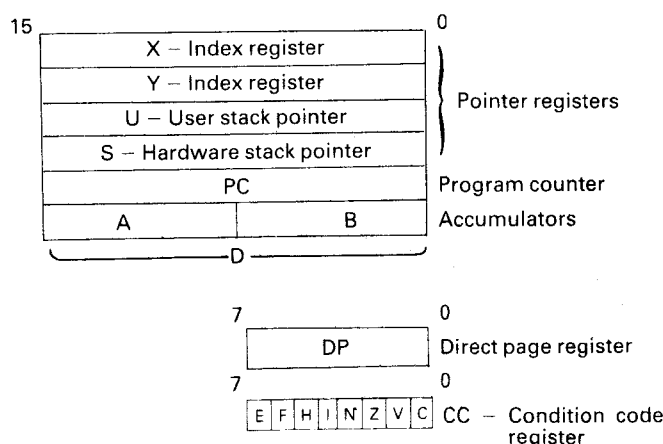 15 0
X – Index register
Y – Index register
U – User stack pointer
S – Hardware stack pointer
Pointer registers
PC Program counter
A B Accumulators
D
7 0
DP Direct page register
7 0
E F H I N Z V C CC – Condition code
register